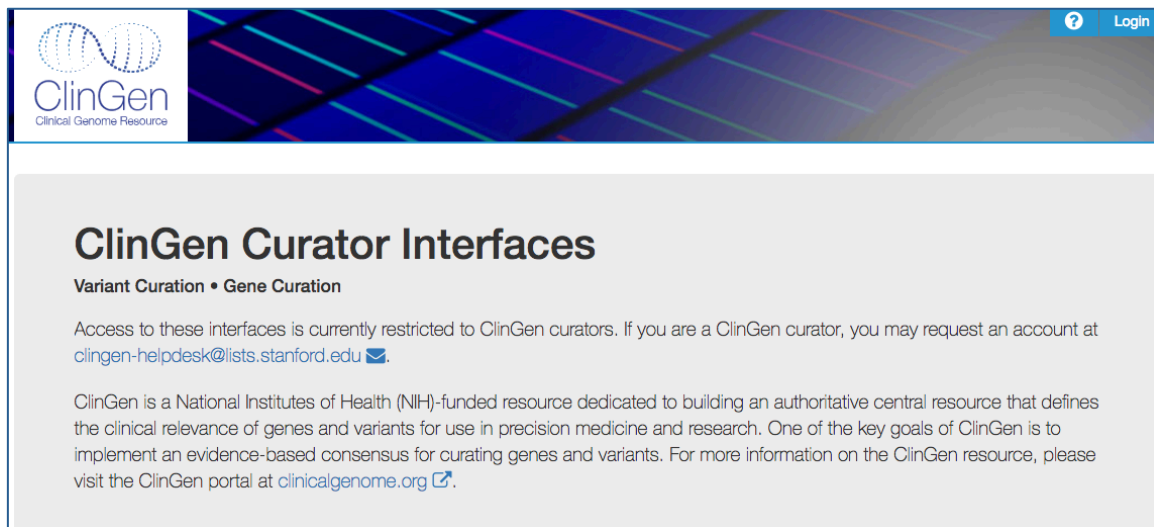 Login
ClinGen
Clinical Genome Resource
ClinGen Curator Interfaces
Variant Curation • Gene Curation
Access to these interfaces is currently restricted to ClinGen curators. If you are a ClinGen curator, you may request an account at
clingen-helpdesk@lists.stanford.edu.
ClinGen is a National Institutes of Health (NIH)-funded resource dedicated to building an authoritative central resource that defines
the clinical relevance of genes and variants for use in precision medicine and research. One of the key goals of ClinGen is to
implement an evidence-based consensus for curating genes and variants. For more information on the ClinGen resource, please
visit the ClinGen portal at clinicalgenome.org.